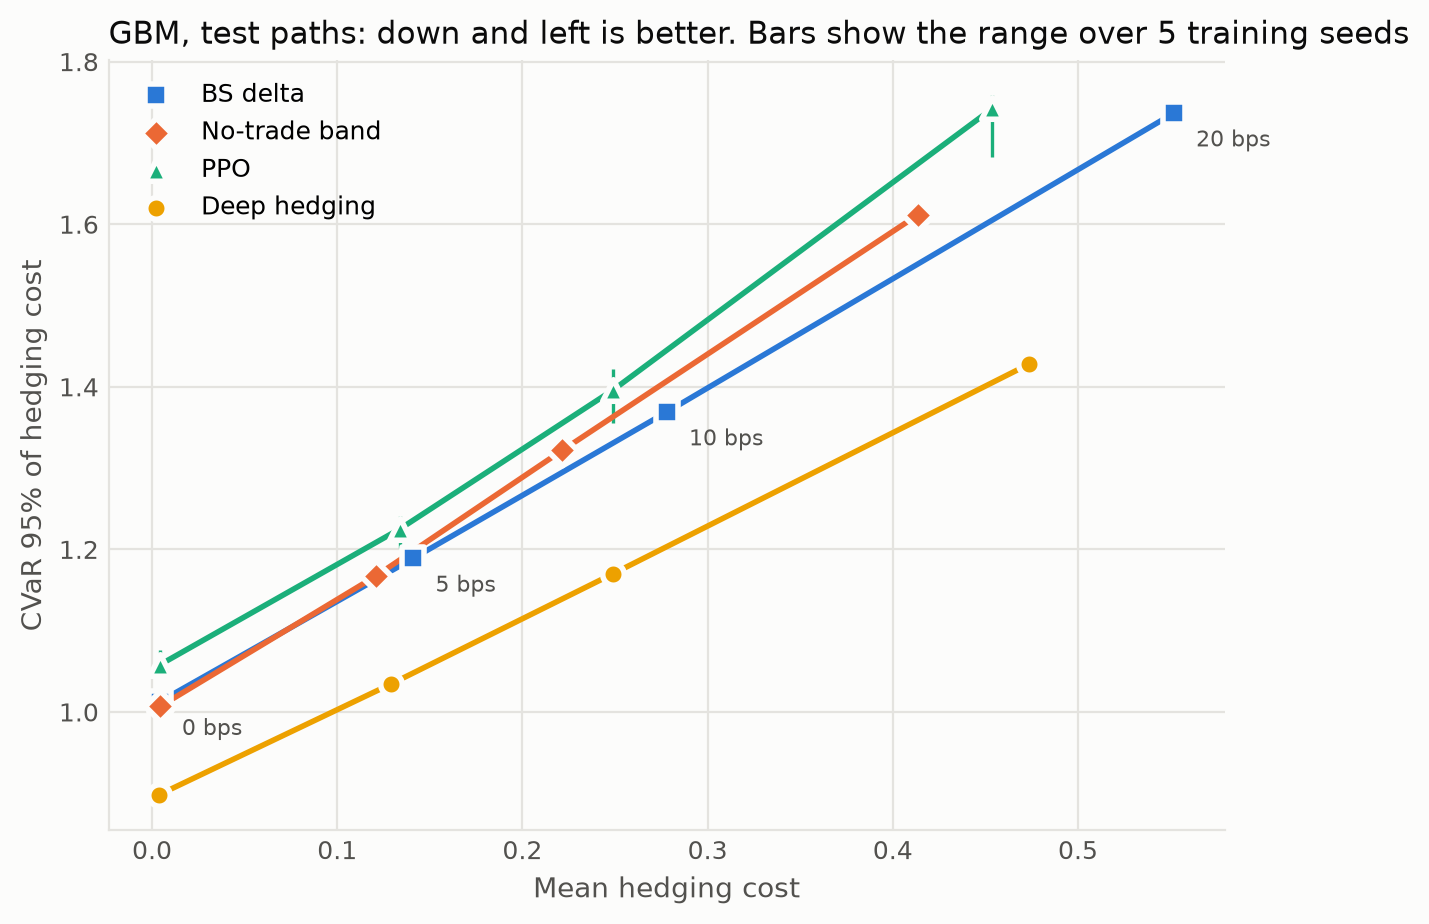 GBM, test paths: down and left is better. Bars show the range over 5 training seeds
BS delta
No-trade band
PPO
Deep hedging
CVaR 95% of hedging cost
1.8
1.6
1.4
1.2
1.0
20 bps
10 bps
5 bps
0 bps
0.0
0.1
0.2
0.3
0.4
0.5
Mean hedging cost